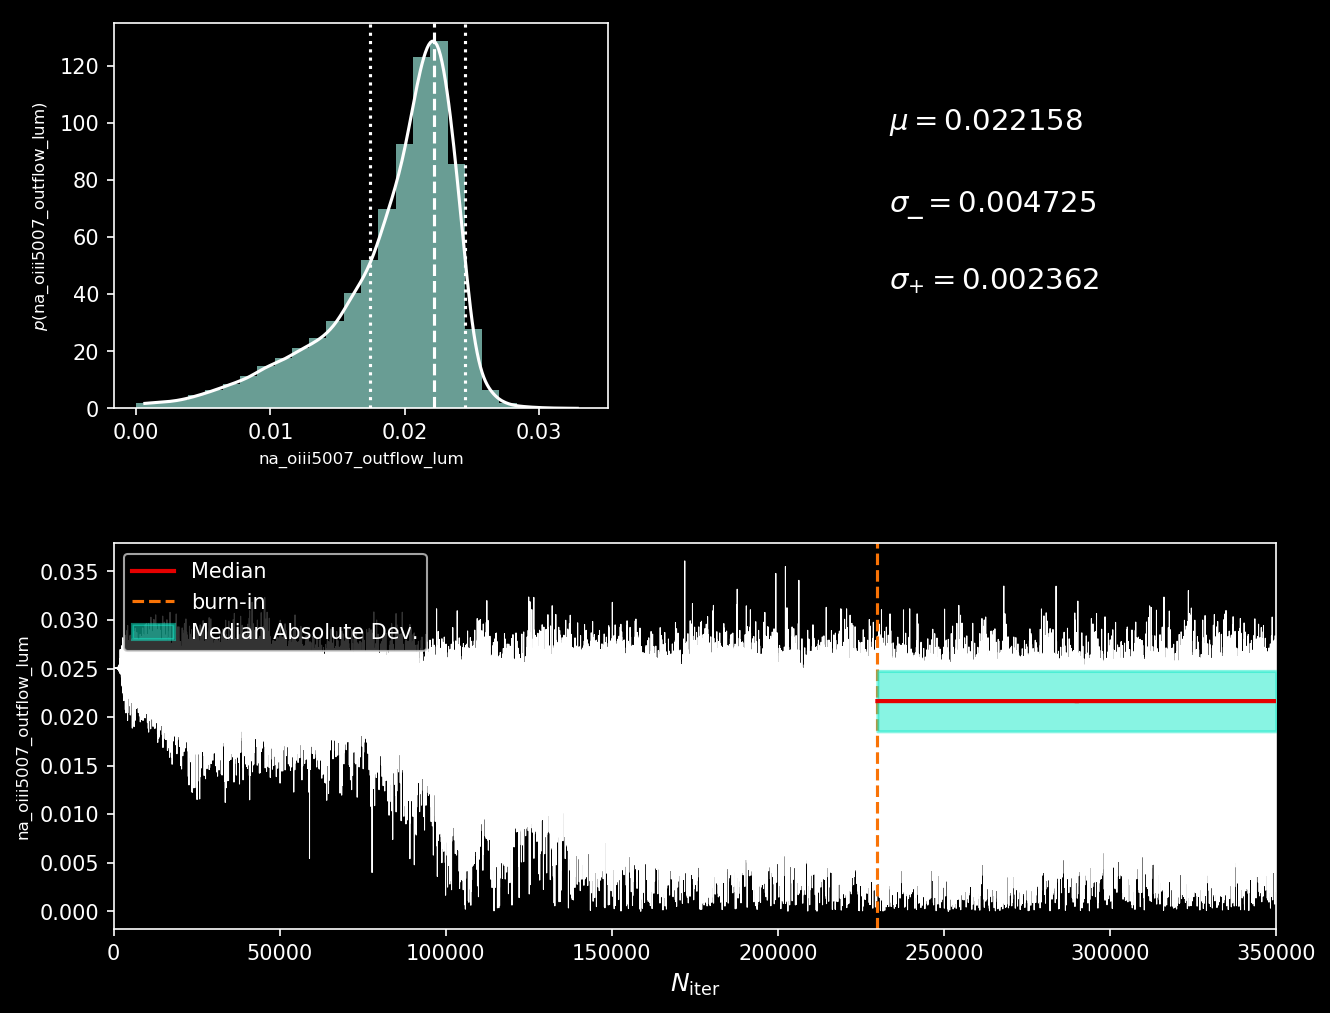 120
100
80
60
40
20
0
p(na_oiii5007_outflow_lum)
0.00 0.01 0.02 0.03
na_oiii5007_outflow_lum
μ = 0.022158
σ_ = 0.004725
σ+ = 0.002362
Median
burn-in
Median Absolute Dev.
0.035
0.030
0.025
0.020
0.015
0.010
0.005
0.000
na_oiii5007_outflow_lum
0 50000 100000 150000 200000 250000 300000 350000
Niter